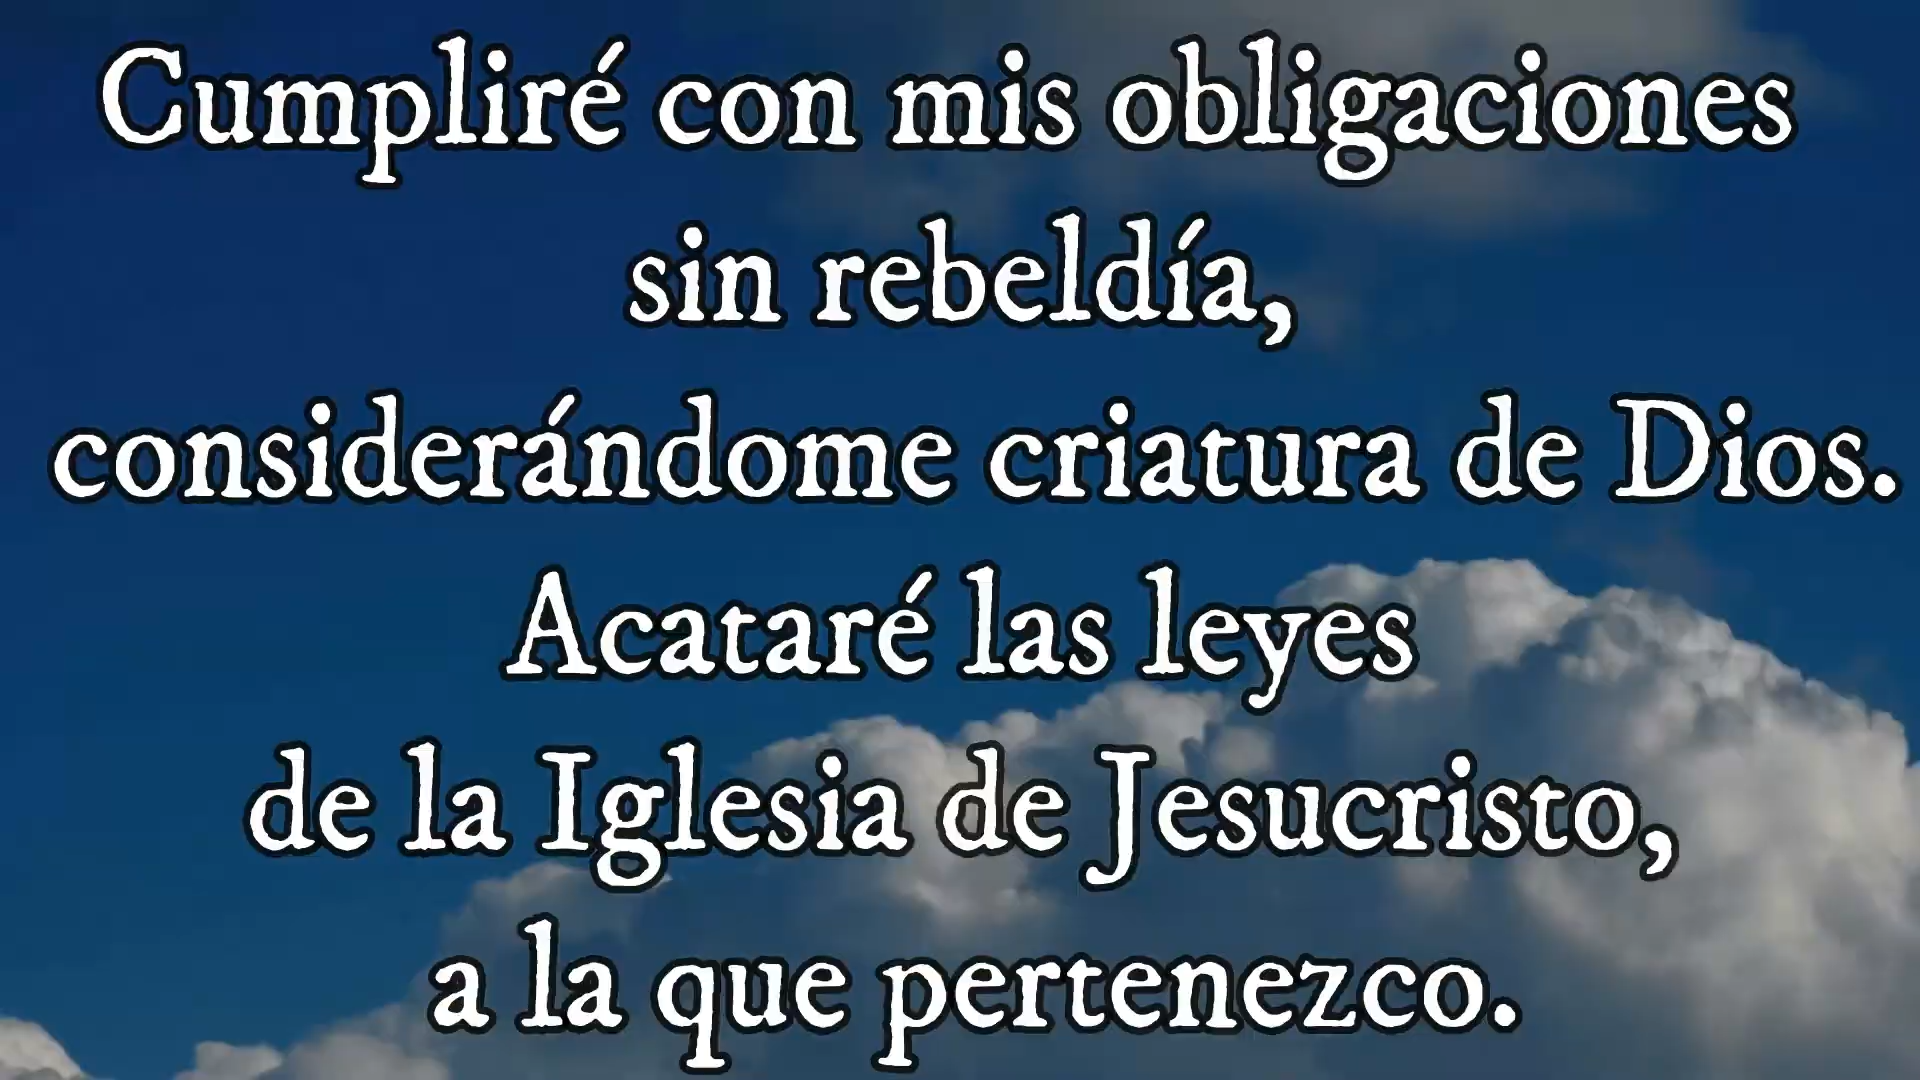 Cumpliré con mis obligaciones
sin rebeldía,
considerándome criatura de Dios.
Acataré las leyes
de la Iglesia de Jesucristo,
a la que pertenezco.